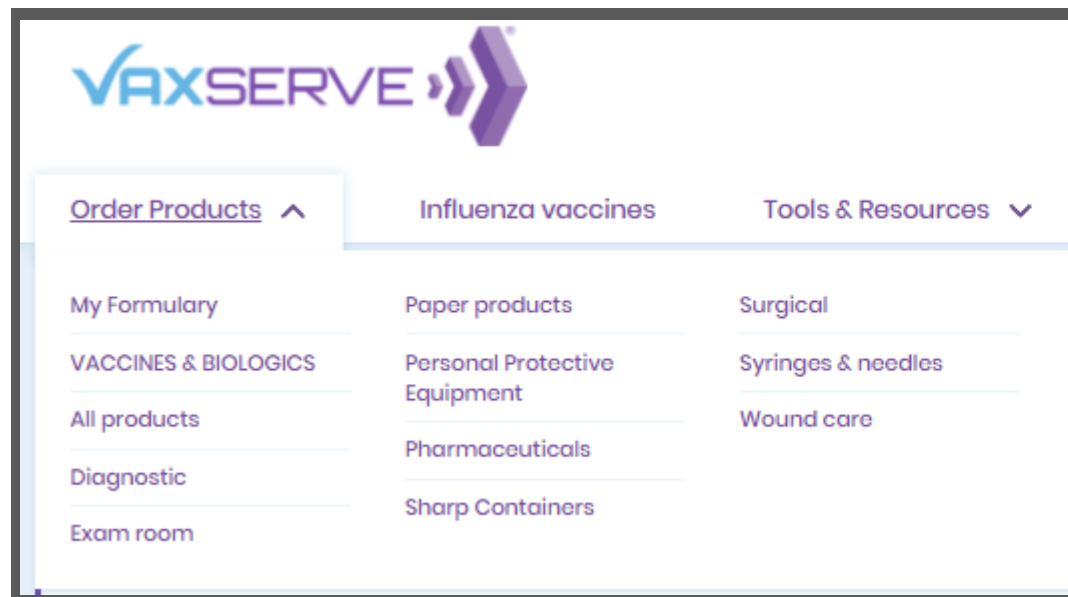 VAXSERVE
Order Products
Influenza vaccines
Tools & Resources
My Formulary
VACCINES & BIOLOGICS
All products
Diagnostic
Exam room
Paper products
Personal Protective
Equipment
Pharmaceuticals
Sharp Containers
Surgical
Syringes & needles
Wound care